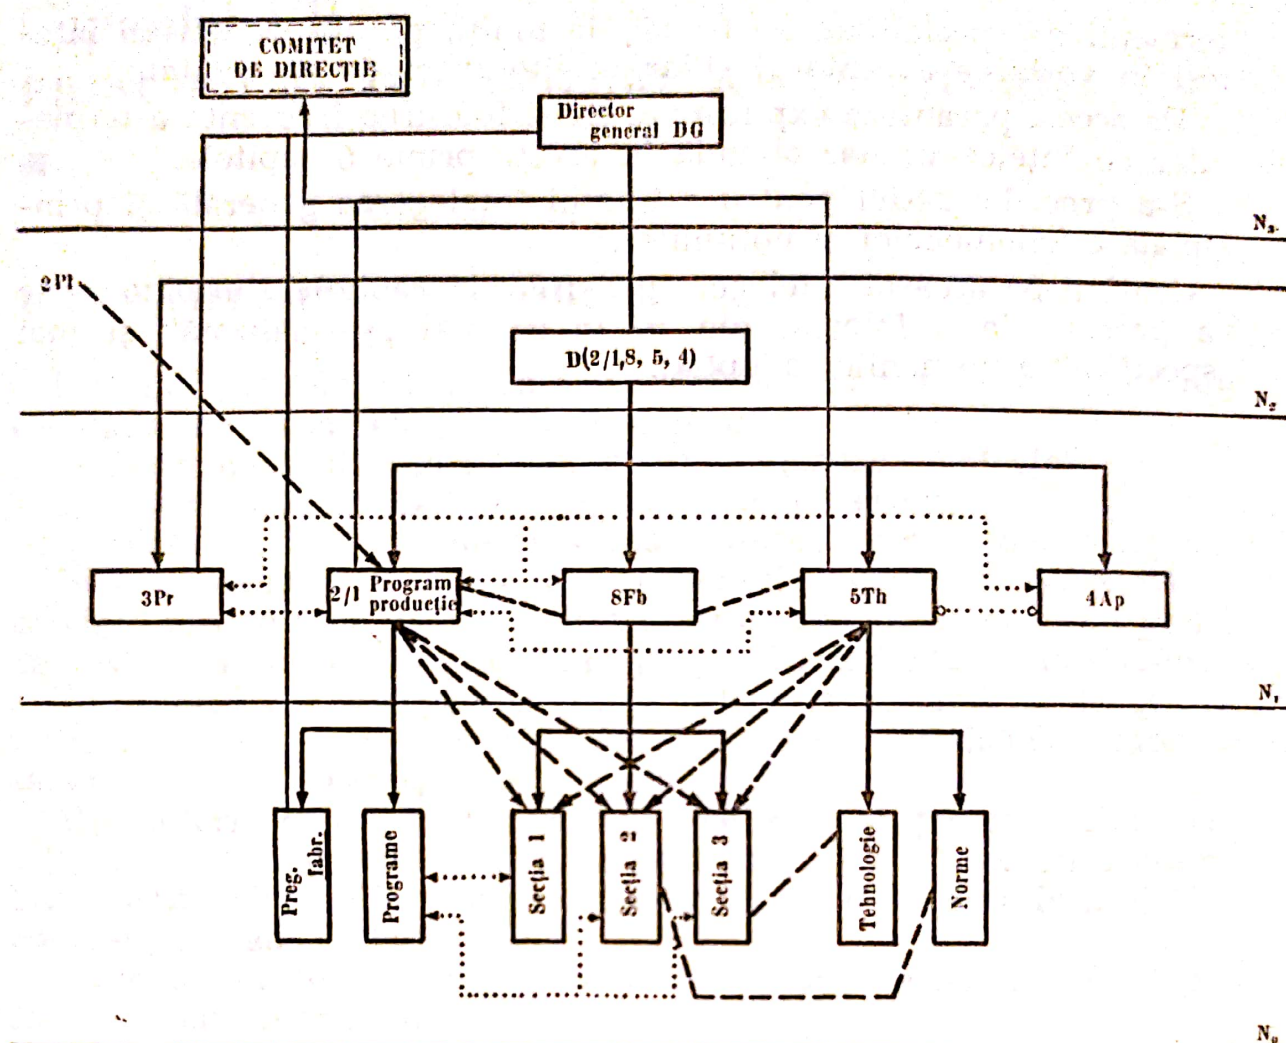 COMITET
DE DIRECȚIE
Director
general DG
N₃
2Pl
D(2/1,8, 5, 4)
N₂
3Pr
2/1 Program
producție
8Fb
5Th
4Ap
N₁
Preg.
fabr.
Programe
Secția 1
Secția 2
Secția 3
Tehnologie
Norme
N₀